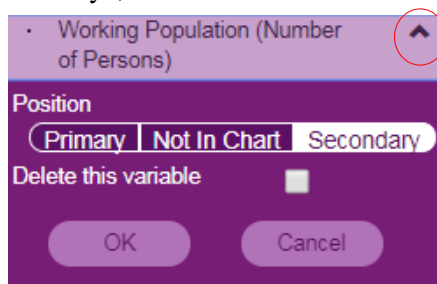 · Working Population (Number
of Persons)
Position
Primary Not In Chart Secondary
Delete this variable
OK Cancel